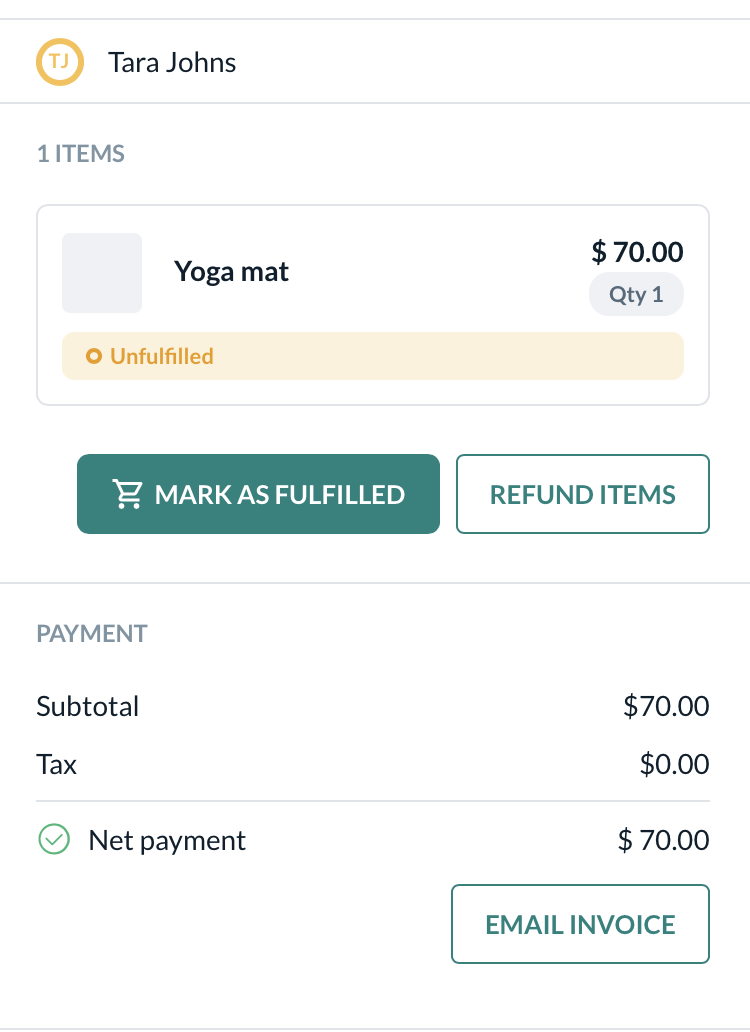 TJ
Tara Johns
1 ITEMS
Yoga mat
$ 70.00
Qty 1
Unfulfilled
MARK AS FULFILLED
REFUND ITEMS
PAYMENT
Subtotal $70.00
Tax $0.00
Net payment $ 70.00
EMAIL INVOICE